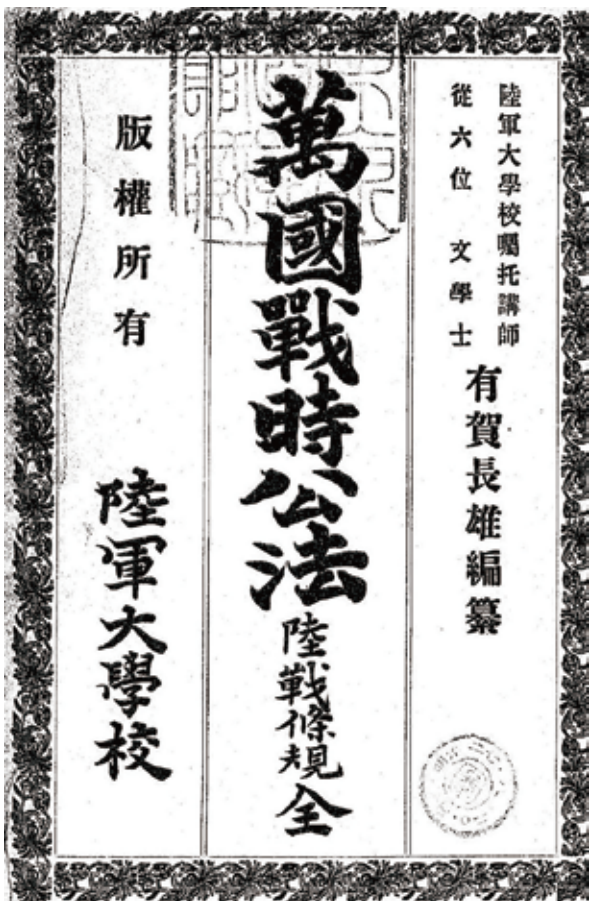 陸軍大學校囑托講師
從六位 文學士
有賀長雄編纂
萬國戰時公法
陸戰條規 全
版權所有
陸軍大學校